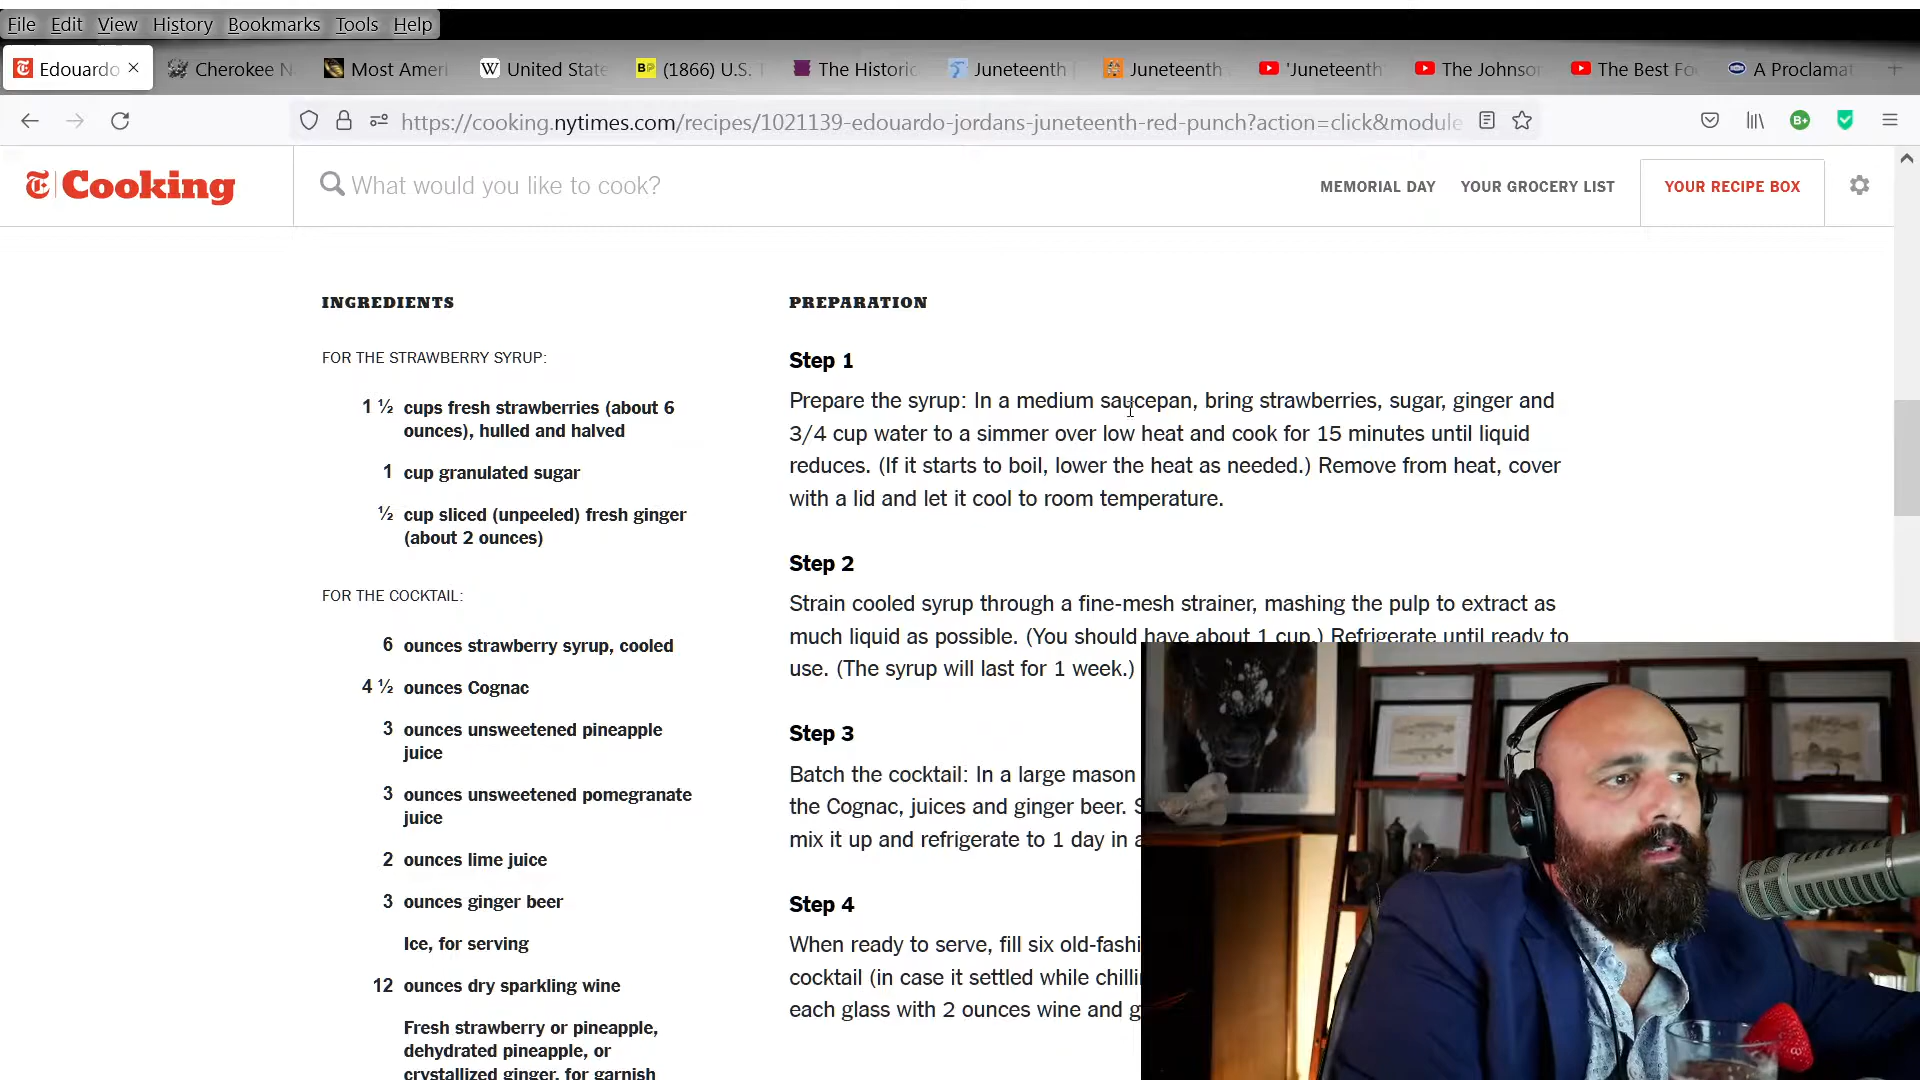 File Edit View History Bookmarks Tools Help
Edouardo Cherokee N Most Ameri United State (1866) U.S. T The Historic Juneteenth Juneteenth 'Juneteenth' The Johnson The Best Fo A Proclamat
https://cooking.nytimes.com/recipes/1021139-edouardo-jordans-juneteenth-red-punch?action=click&module
Cooking What would you like to cook? MEMORIAL DAY YOUR GROCERY LIST YOUR RECIPE BOX
INGREDIENTS
FOR THE STRAWBERRY SYRUP:
1 ½ cups fresh strawberries (about 6
ounces), hulled and halved
1 cup granulated sugar
½ cup sliced (unpeeled) fresh ginger
(about 2 ounces)
FOR THE COCKTAIL:
6 ounces strawberry syrup, cooled
4 ½ ounces Cognac
3 ounces unsweetened pineapple
juice
3 ounces unsweetened pomegranate
juice
2 ounces lime juice
3 ounces ginger beer
Ice, for serving
12 ounces dry sparkling wine
Fresh strawberry or pineapple,
dehydrated pineapple, or
crystallized ginger, for garnish
PREPARATION
Step 1
Prepare the syrup: In a medium saucepan, bring strawberries, sugar, ginger and
3/4 cup water to a simmer over low heat and cook for 15 minutes until liquid
reduces. (If it starts to boil, lower the heat as needed.) Remove from heat, cover
with a lid and let it cool to room temperature.
Step 2
Strain cooled syrup through a fine-mesh strainer, mashing the pulp to extract as
much liquid as possible. (You should have about 1 cup.) Refrigerate until ready to
use. (The syrup will last for 1 week.)
Step 3
Batch the cocktail: In a large mason
the Cognac, juices and ginger beer. S
mix it up and refrigerate to 1 day in a
Step 4
When ready to serve, fill six old-fashi
cocktail (in case it settled while chilli
each glass with 2 ounces wine and g